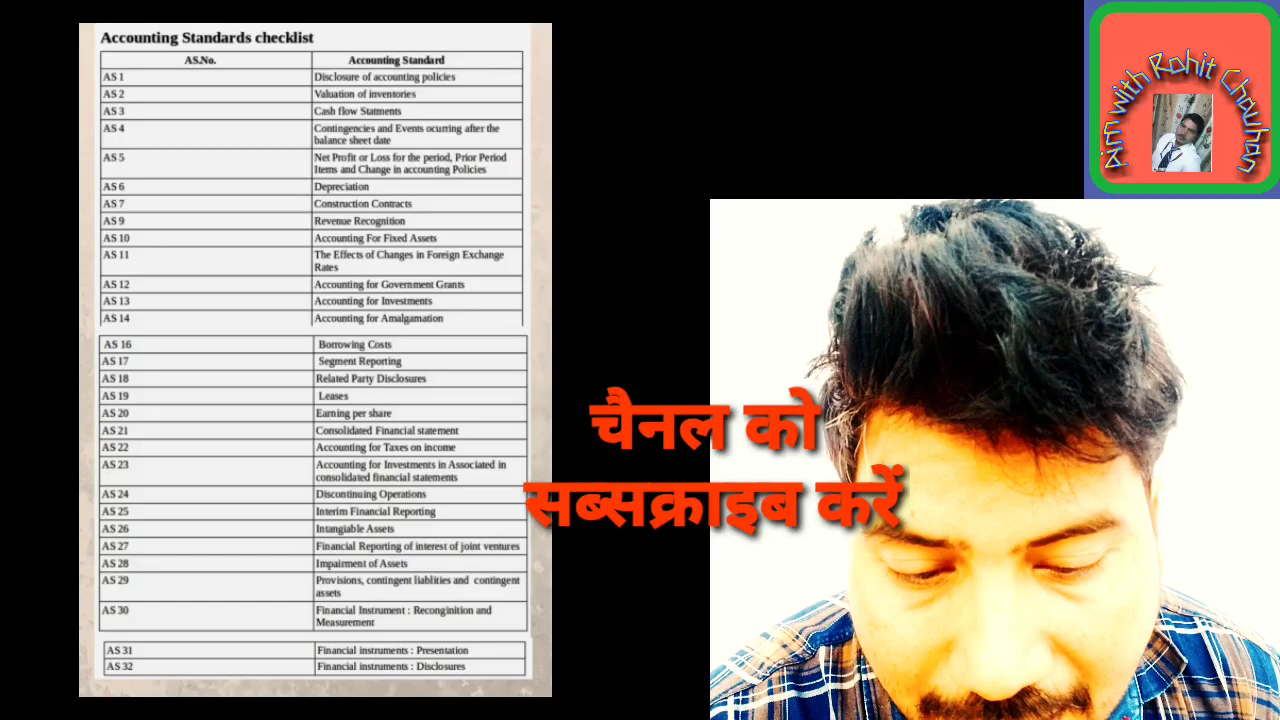 Accounting Standards checklist
AS.No. Accounting Standard
AS 1 Disclosure of accounting policies
AS 2 Valuation of inventories
AS 3 Cash flow Statments
AS 4 Contingencies and Events ocurring after the
balance sheet date
AS 5 Net Profit or Loss for the period, Prior Period
Items and Change in accounting Policies
AS 6 Depreciation
AS 7 Construction Contracts
AS 9 Revenue Recognition
AS 10 Accounting For Fixed Assets
AS 11 The Effects of Changes in Foreign Exchange
Rates
AS 12 Accounting for Government Grants
AS 13 Accounting for Investments
AS 14 Accounting for Amalgamation
AS 16 Borrowing Costs
AS 17 Segment Reporting
AS 18 Related Party Disclosures
AS 19 Leases
AS 20 Earning per share
AS 21 Consolidated Financial statement
AS 22 Accounting for Taxes on income
AS 23 Accounting for Investments in Associated in
consolidated financial statements
AS 24 Discontinuing Operations
AS 25 Interim Financial Reporting
AS 26 Intangiable Assets
AS 27 Financial Reporting of interest of joint ventures
AS 28 Impairment of Assets
AS 29 Provisions, contingent liablities and contingent
assets
AS 30 Financial Instrument : Reconginition and
Measurement
AS 31 Financial instruments : Presentation
AS 32 Financial instruments : Disclosures
with Rohit Chauhan
चैनल को
सब्सक्राइब करें